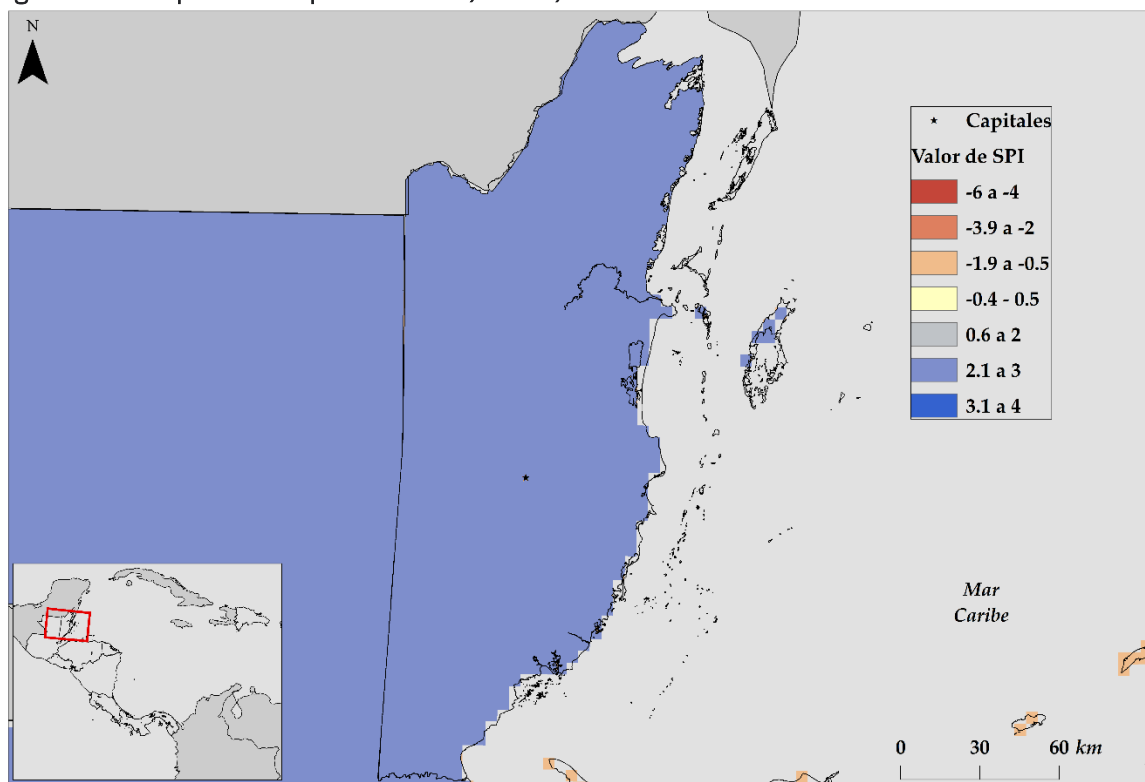 N
Capitales
Valor de SPI
-6 a -4
-3.9 a -2
-1.9 a -0.5
-0.4 - 0.5
0.6 a 2
2.1 a 3
3.1 a 4
Mar
Caribe
0 30 60 km